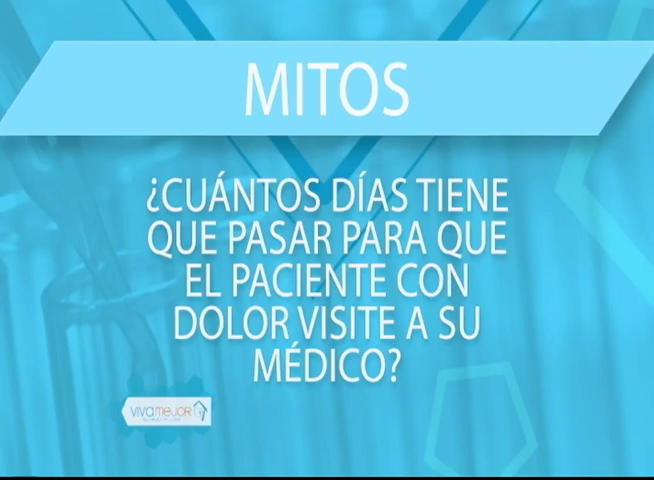 MITOS
¿CUÁNTOS DÍAS TIENE
QUE PASAR PARA QUE
EL PACIENTE CON
DOLOR VISITE A SU
MÉDICO?
vivamejor